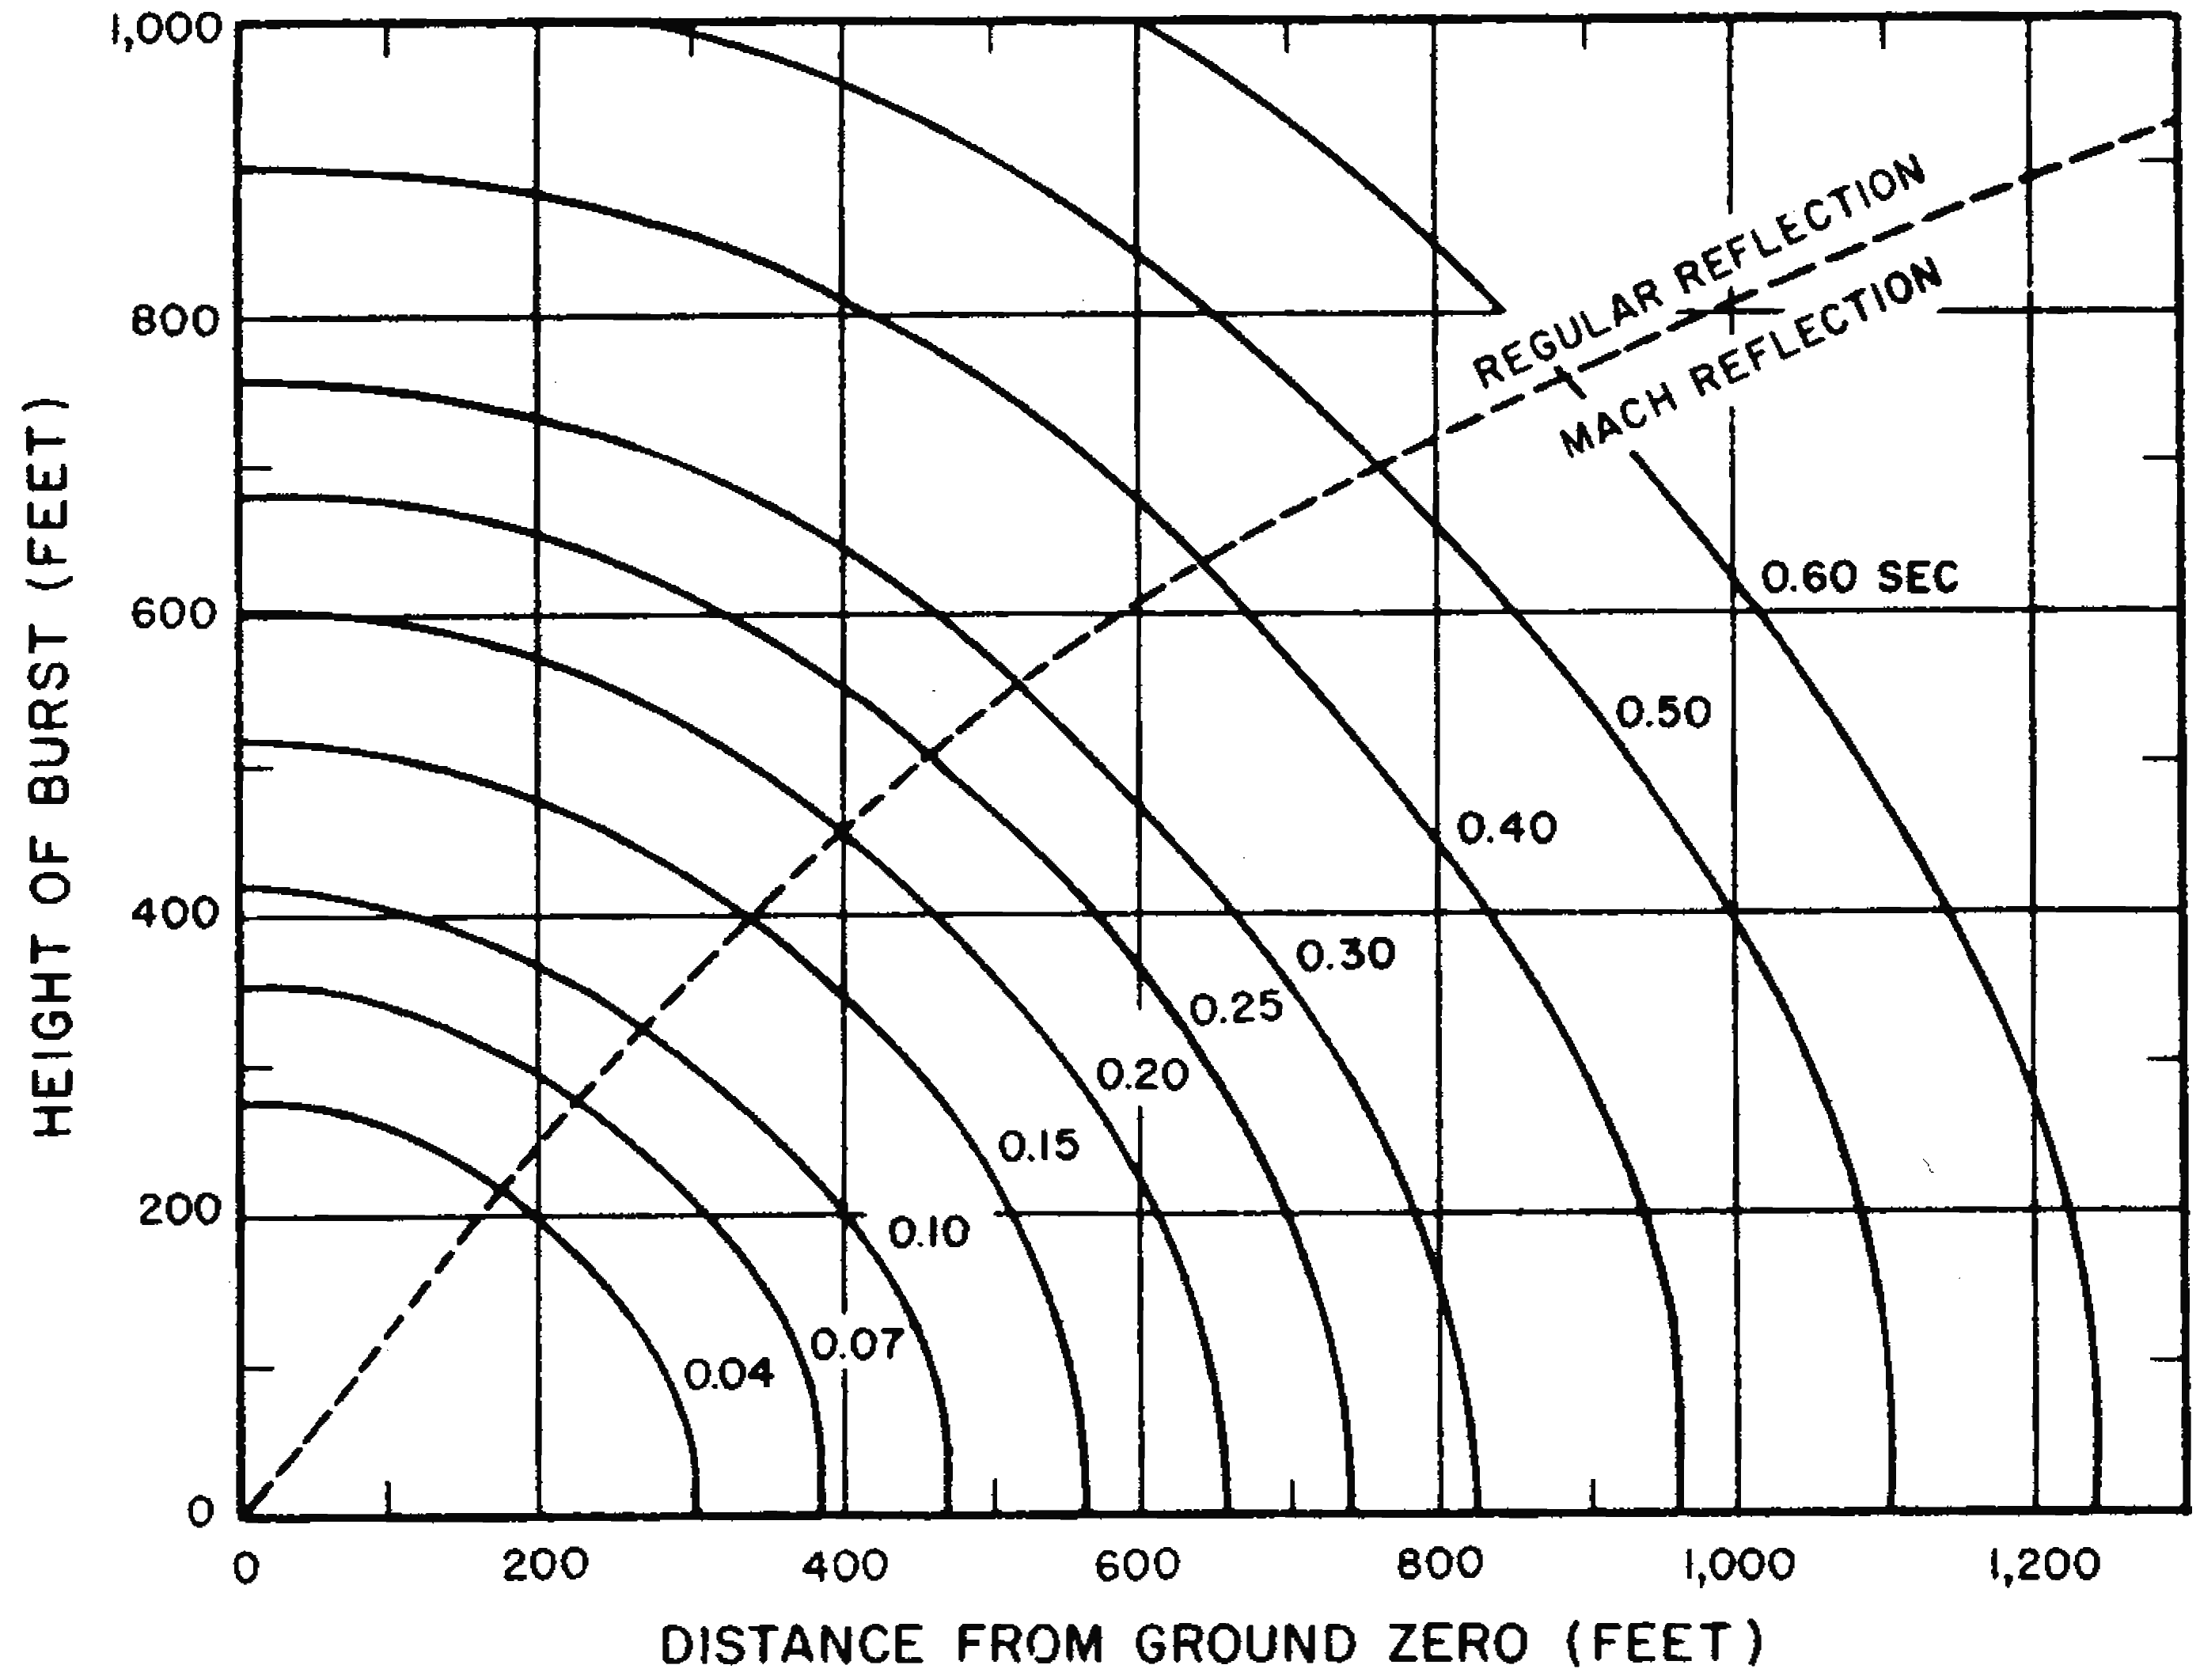 HEIGHT OF BURST (FEET)
1,000
800
600
400
200
0
REGULAR REFLECTION
MACH REFLECTION
0.60 SEC
0.50
0.40
0.30
0.25
0.20
0.15
0.10
0.07
0.04
0 200 400 600 800 1,000 1,200
DISTANCE FROM GROUND ZERO (FEET)